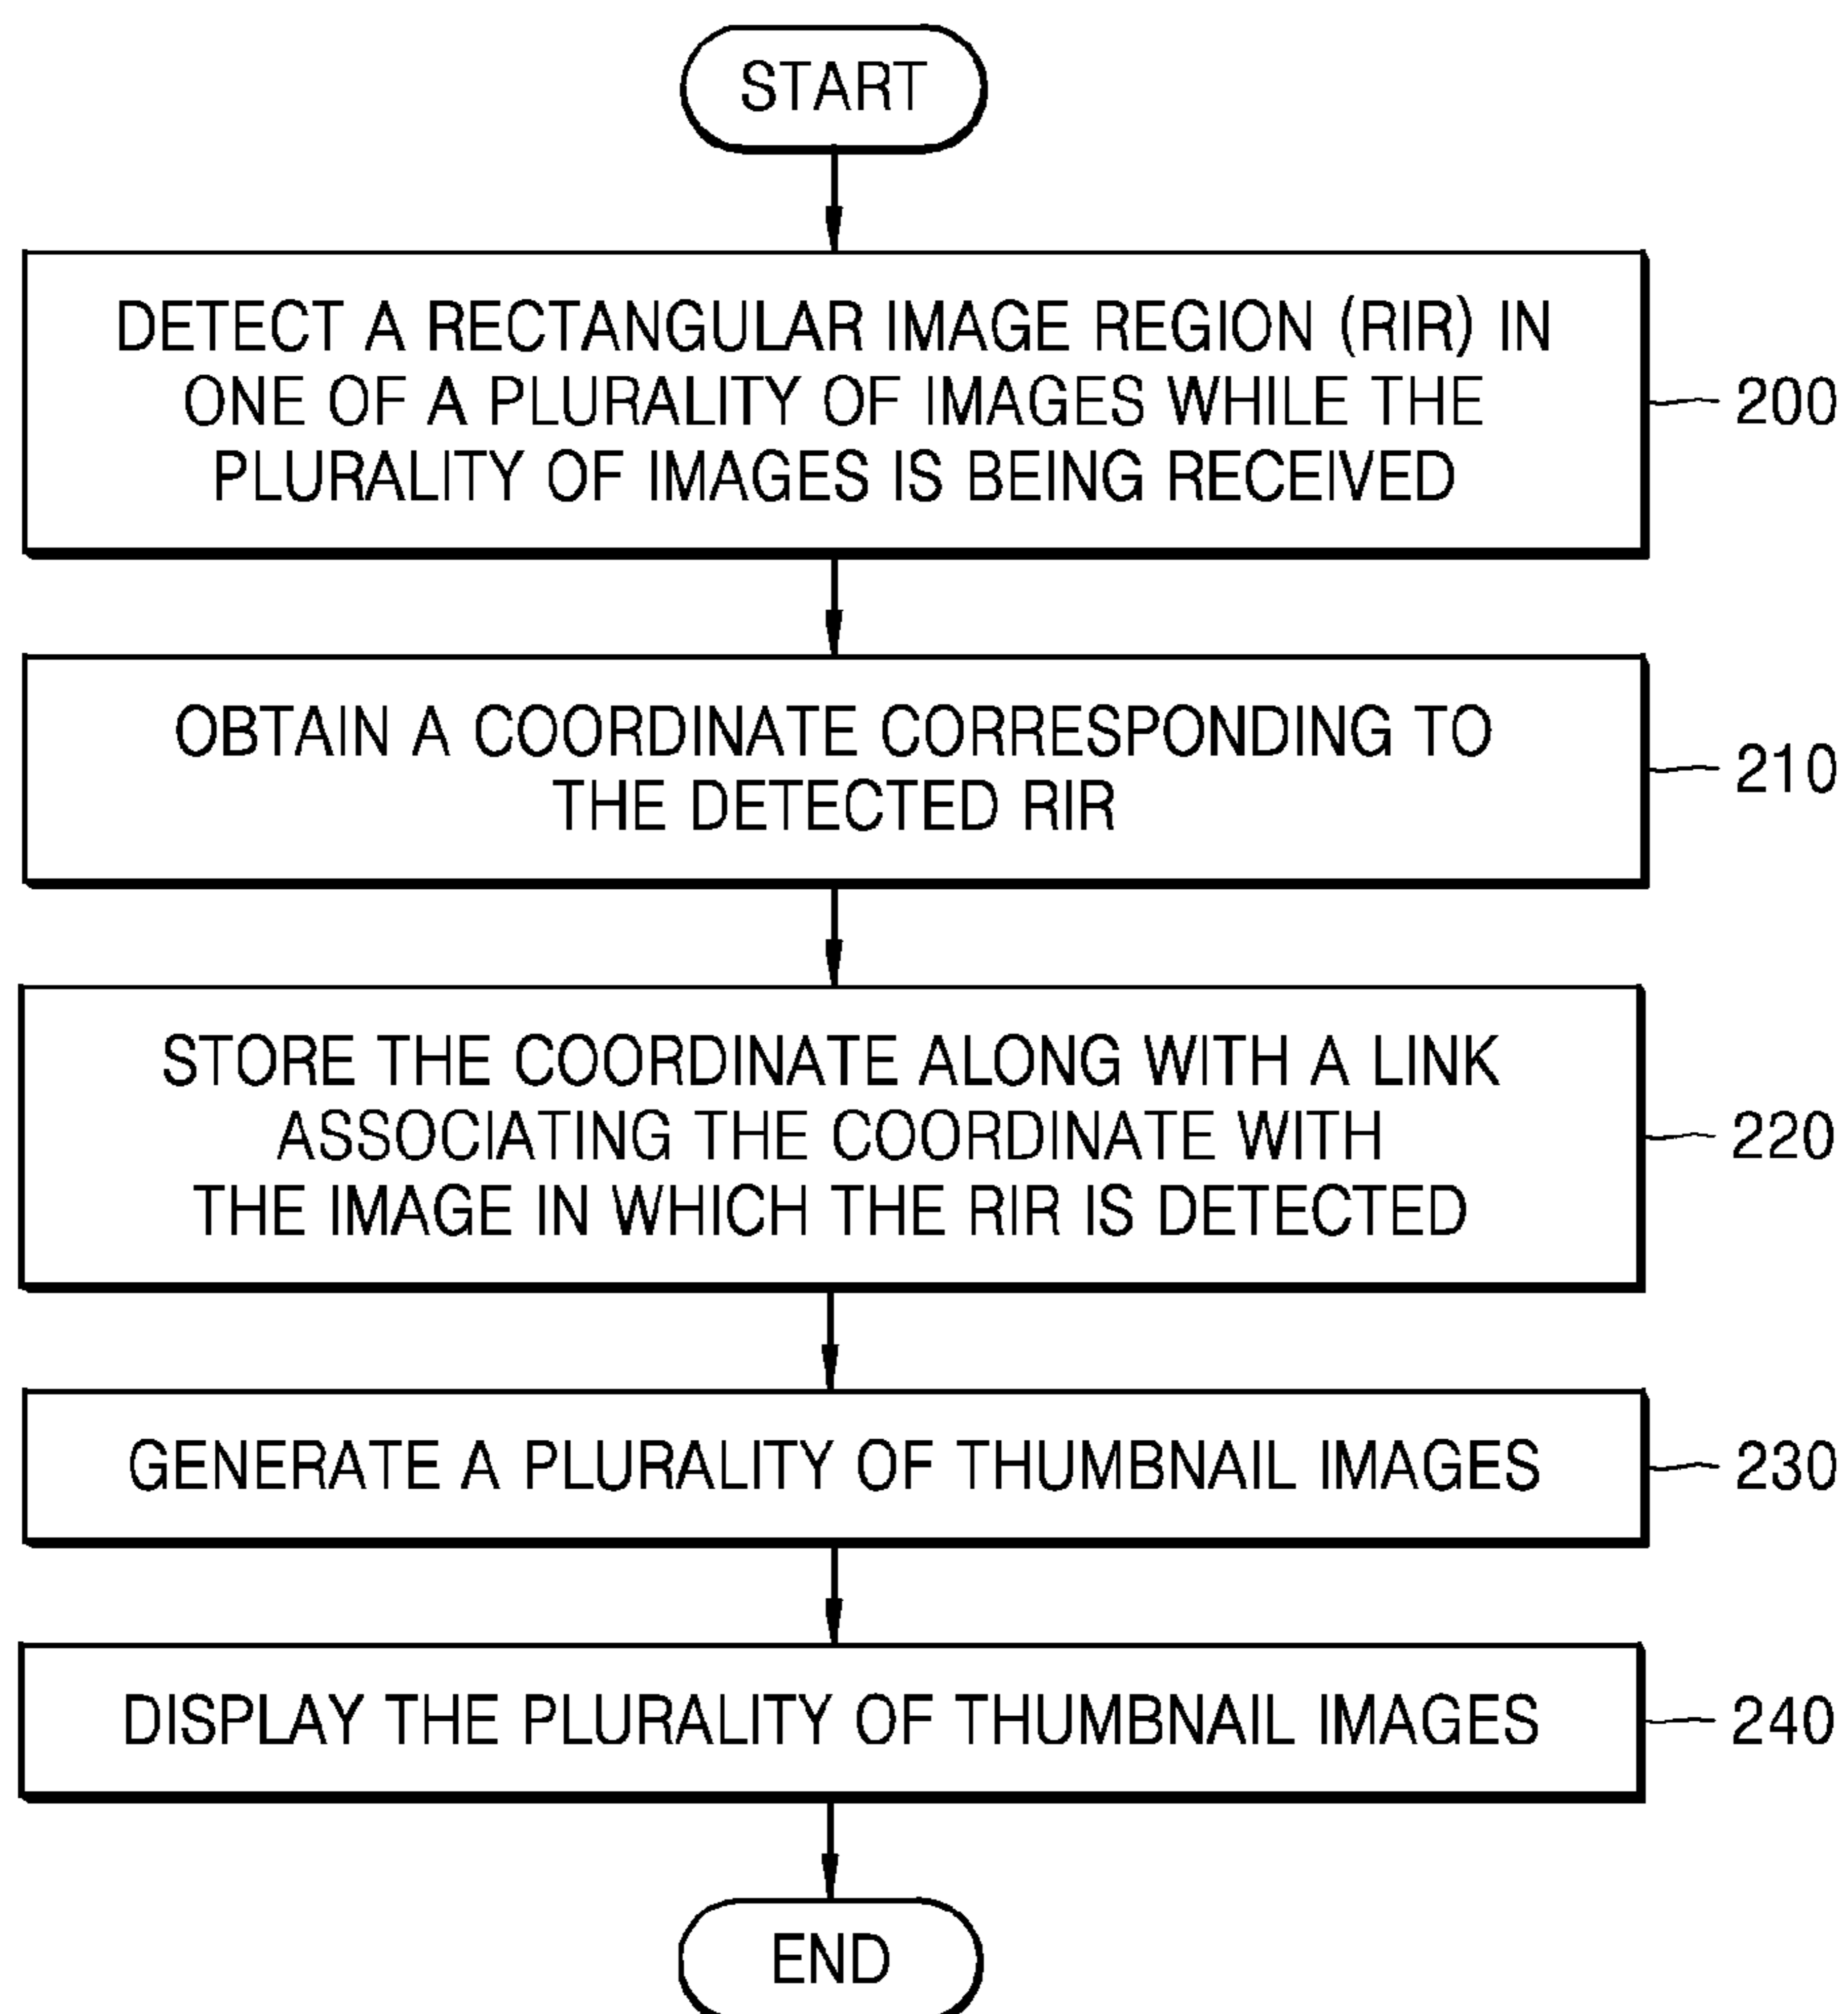 START
DETECT A RECTANGULAR IMAGE REGION (RIR) IN
ONE OF A PLURALITY OF IMAGES WHILE THE
PLURALITY OF IMAGES IS BEING RECEIVED
200
OBTAIN A COORDINATE CORRESPONDING TO
THE DETECTED RIR
210
STORE THE COORDINATE ALONG WITH A LINK
ASSOCIATING THE COORDINATE WITH
THE IMAGE IN WHICH THE RIR IS DETECTED
220
GENERATE A PLURALITY OF THUMBNAIL IMAGES
230
DISPLAY THE PLURALITY OF THUMBNAIL IMAGES
240
END